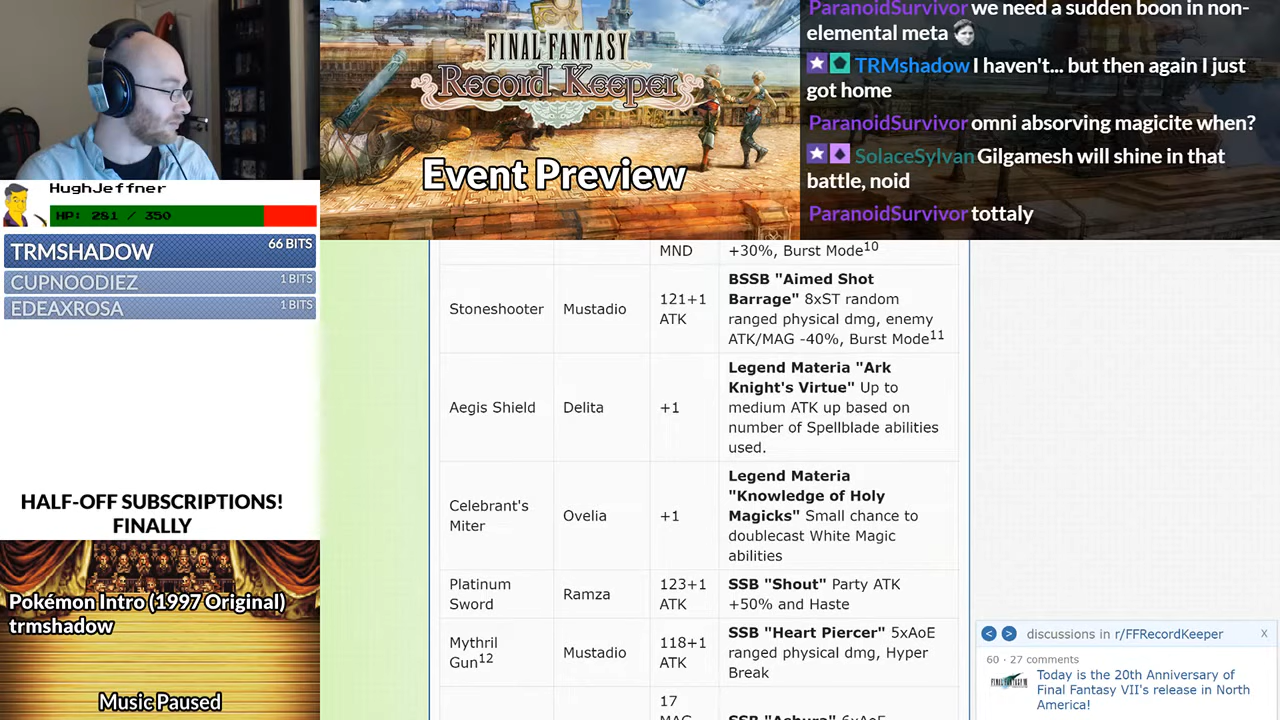 HughJeffner
HP: 281 / 350
TRMSHADOW 66 BITS
CUPNOODIEZ 1 BITS
EDEAXROSA 1 BITS
HALF-OFF SUBSCRIPTIONS!
FINALLY
Pokémon Intro (1997 Original)
trmshadow
Music Paused
FINAL FANTASY
Record Keeper
Event Preview
ParanoidSurvivor we need a sudden boon in non-
elemental meta
TRMshadow I haven't... but then again I just
got home
ParanoidSurvivor omni absorving magicite when?
SolaceSylvan Gilgamesh will shine in that
battle, noid
ParanoidSurvivor tottaly
MND
+30%, Burst Mode10
Stoneshooter
Mustadio
121+1
ATK
BSSB "Aimed Shot
Barrage" 8xST random
ranged physical dmg, enemy
ATK/MAG -40%, Burst Mode11
Aegis Shield
Delita
+1
Legend Materia "Ark
Knight's Virtue" Up to
medium ATK up based on
number of Spellblade abilities
used.
Celebrant's
Miter
Ovelia
+1
Legend Materia
"Knowledge of Holy
Magicks" Small chance to
doublecast White Magic
abilities
Platinum
Sword
Ramza
123+1
ATK
SSB "Shout" Party ATK
+50% and Haste
Mythril
Gun12
Mustadio
118+1
ATK
SSB "Heart Piercer" 5xAoE
ranged physical dmg, Hyper
Break
17
< > discussions in r/FFRecordKeeper X
60 · 27 comments
Today is the 20th Anniversary of
Final Fantasy VII's release in North
America!